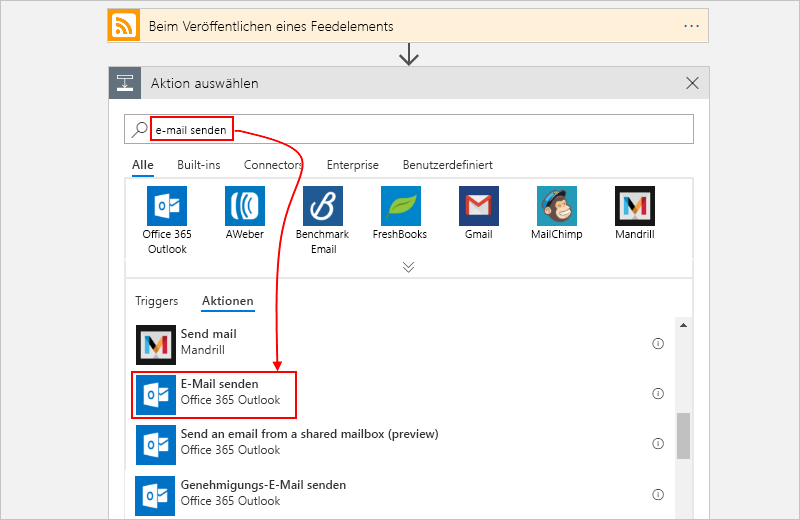 Beim Veröffentlichen eines Feedelements
Aktion auswählen
e-mail senden
Alle Built-ins Connectors Enterprise Benutzerdefiniert
Office 365 Outlook
AWeber
Benchmark Email
FreshBooks
Gmail
MailChimp
Mandrill
Triggers Aktionen
Send mail
Mandrill
E-Mail senden
Office 365 Outlook
Send an email from a shared mailbox (preview)
Office 365 Outlook
Genehmigungs-E-Mail senden
Office 365 Outlook